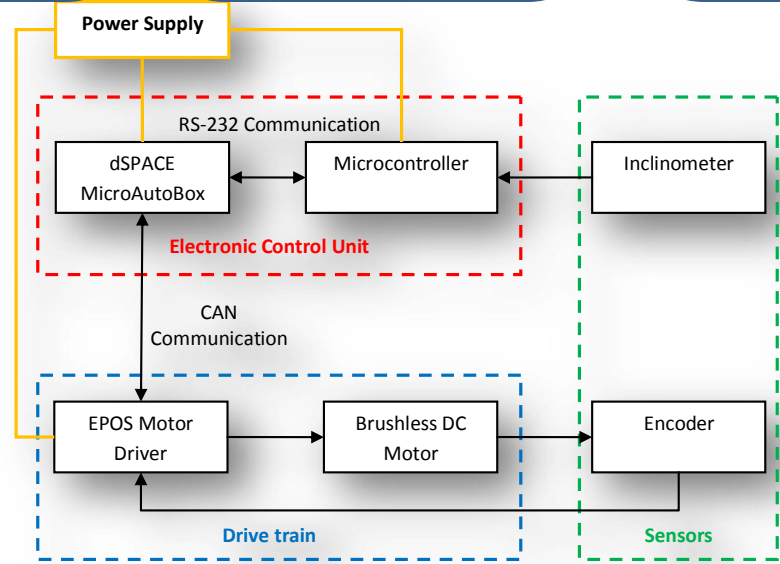 Power Supply
RS-232 Communication
dSPACE
MicroAutoBox
Microcontroller
Inclinometer
Electronic Control Unit
CAN
Communication
EPOS Motor
Driver
Brushless DC
Motor
Encoder
Drive train
Sensors